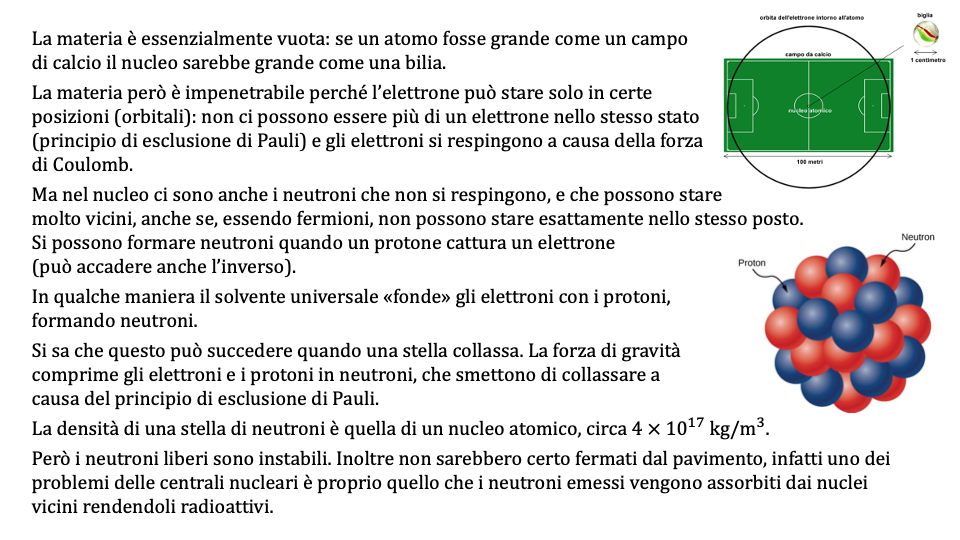 La materia è essenzialmente vuota: se un atomo fosse grande come un campo
di calcio il nucleo sarebbe grande come una bilia.
La materia però è impenetrabile perché l'elettrone può stare solo in certe
posizioni (orbitali): non ci possono essere più di un elettrone nello stesso stato
(principio di esclusione di Pauli) e gli elettroni si respingono a causa della forza
di Coulomb.
Ma nel nucleo ci sono anche i neutroni che non si respingono, e che possono stare
molto vicini, anche se, essendo fermioni, non possono stare esattamente nello stesso posto.
Si possono formare neutroni quando un protone cattura un elettrone
(può accadere anche l'inverso).
In qualche maniera il solvente universale «fonde» gli elettroni con i protoni,
formando neutroni.
Si sa che questo può succedere quando una stella collassa. La forza di gravità
comprime gli elettroni e i protoni in neutroni, che smettono di collassare a
causa del principio di esclusione di Pauli.
La densità di una stella di neutroni è quella di un nucleo atomico, circa 4 × 10¹⁷ kg/m³.
Però i neutroni liberi sono instabili. Inoltre non sarebbero certo fermati dal pavimento, infatti uno dei
problemi delle centrali nucleari è proprio quello che i neutroni emessi vengono assorbiti dai nuclei
vicini rendendoli radioattivi.
orbita dell'elettrone intorno all'atomo
biglia
1 centimetro
campo da calcio
nucleo atomico
100 metri
Neutron
Proton